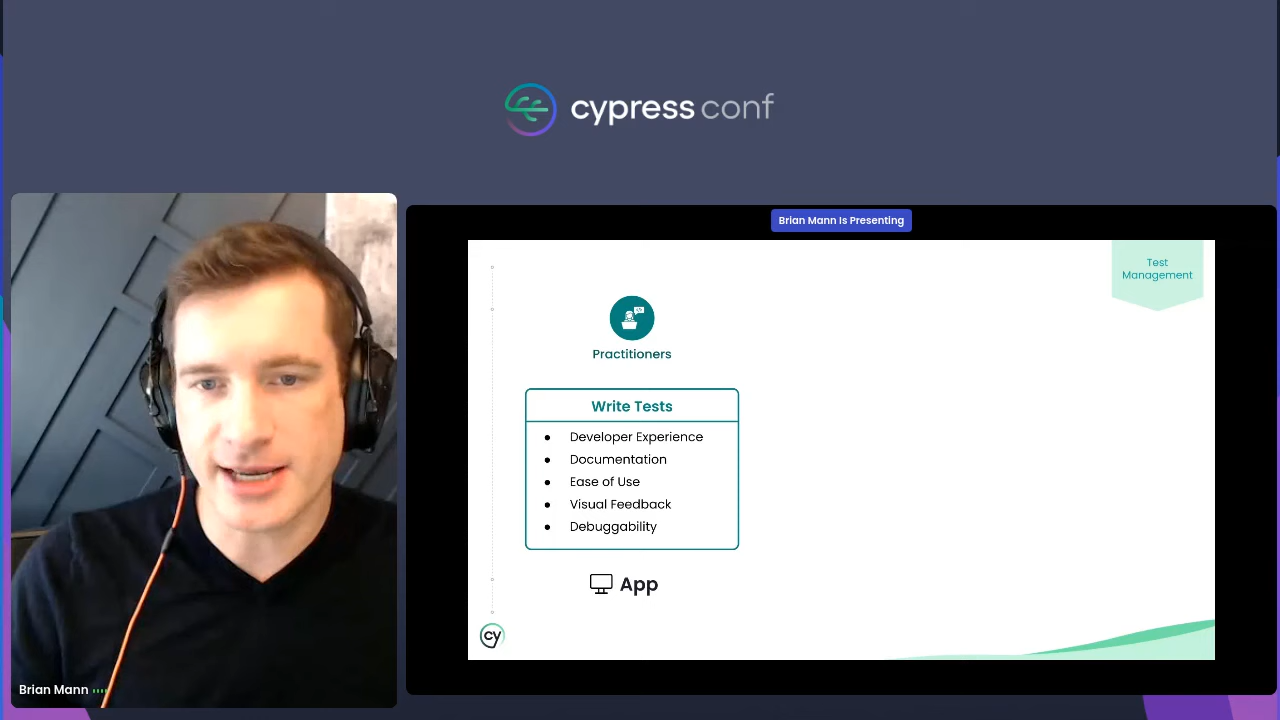 cypress conf
Brian Mann Is Presenting
Test
Management
Practitioners
Write Tests
● Developer Experience
● Documentation
● Ease of Use
● Visual Feedback
● Debuggability
App
cy
Brian Mann